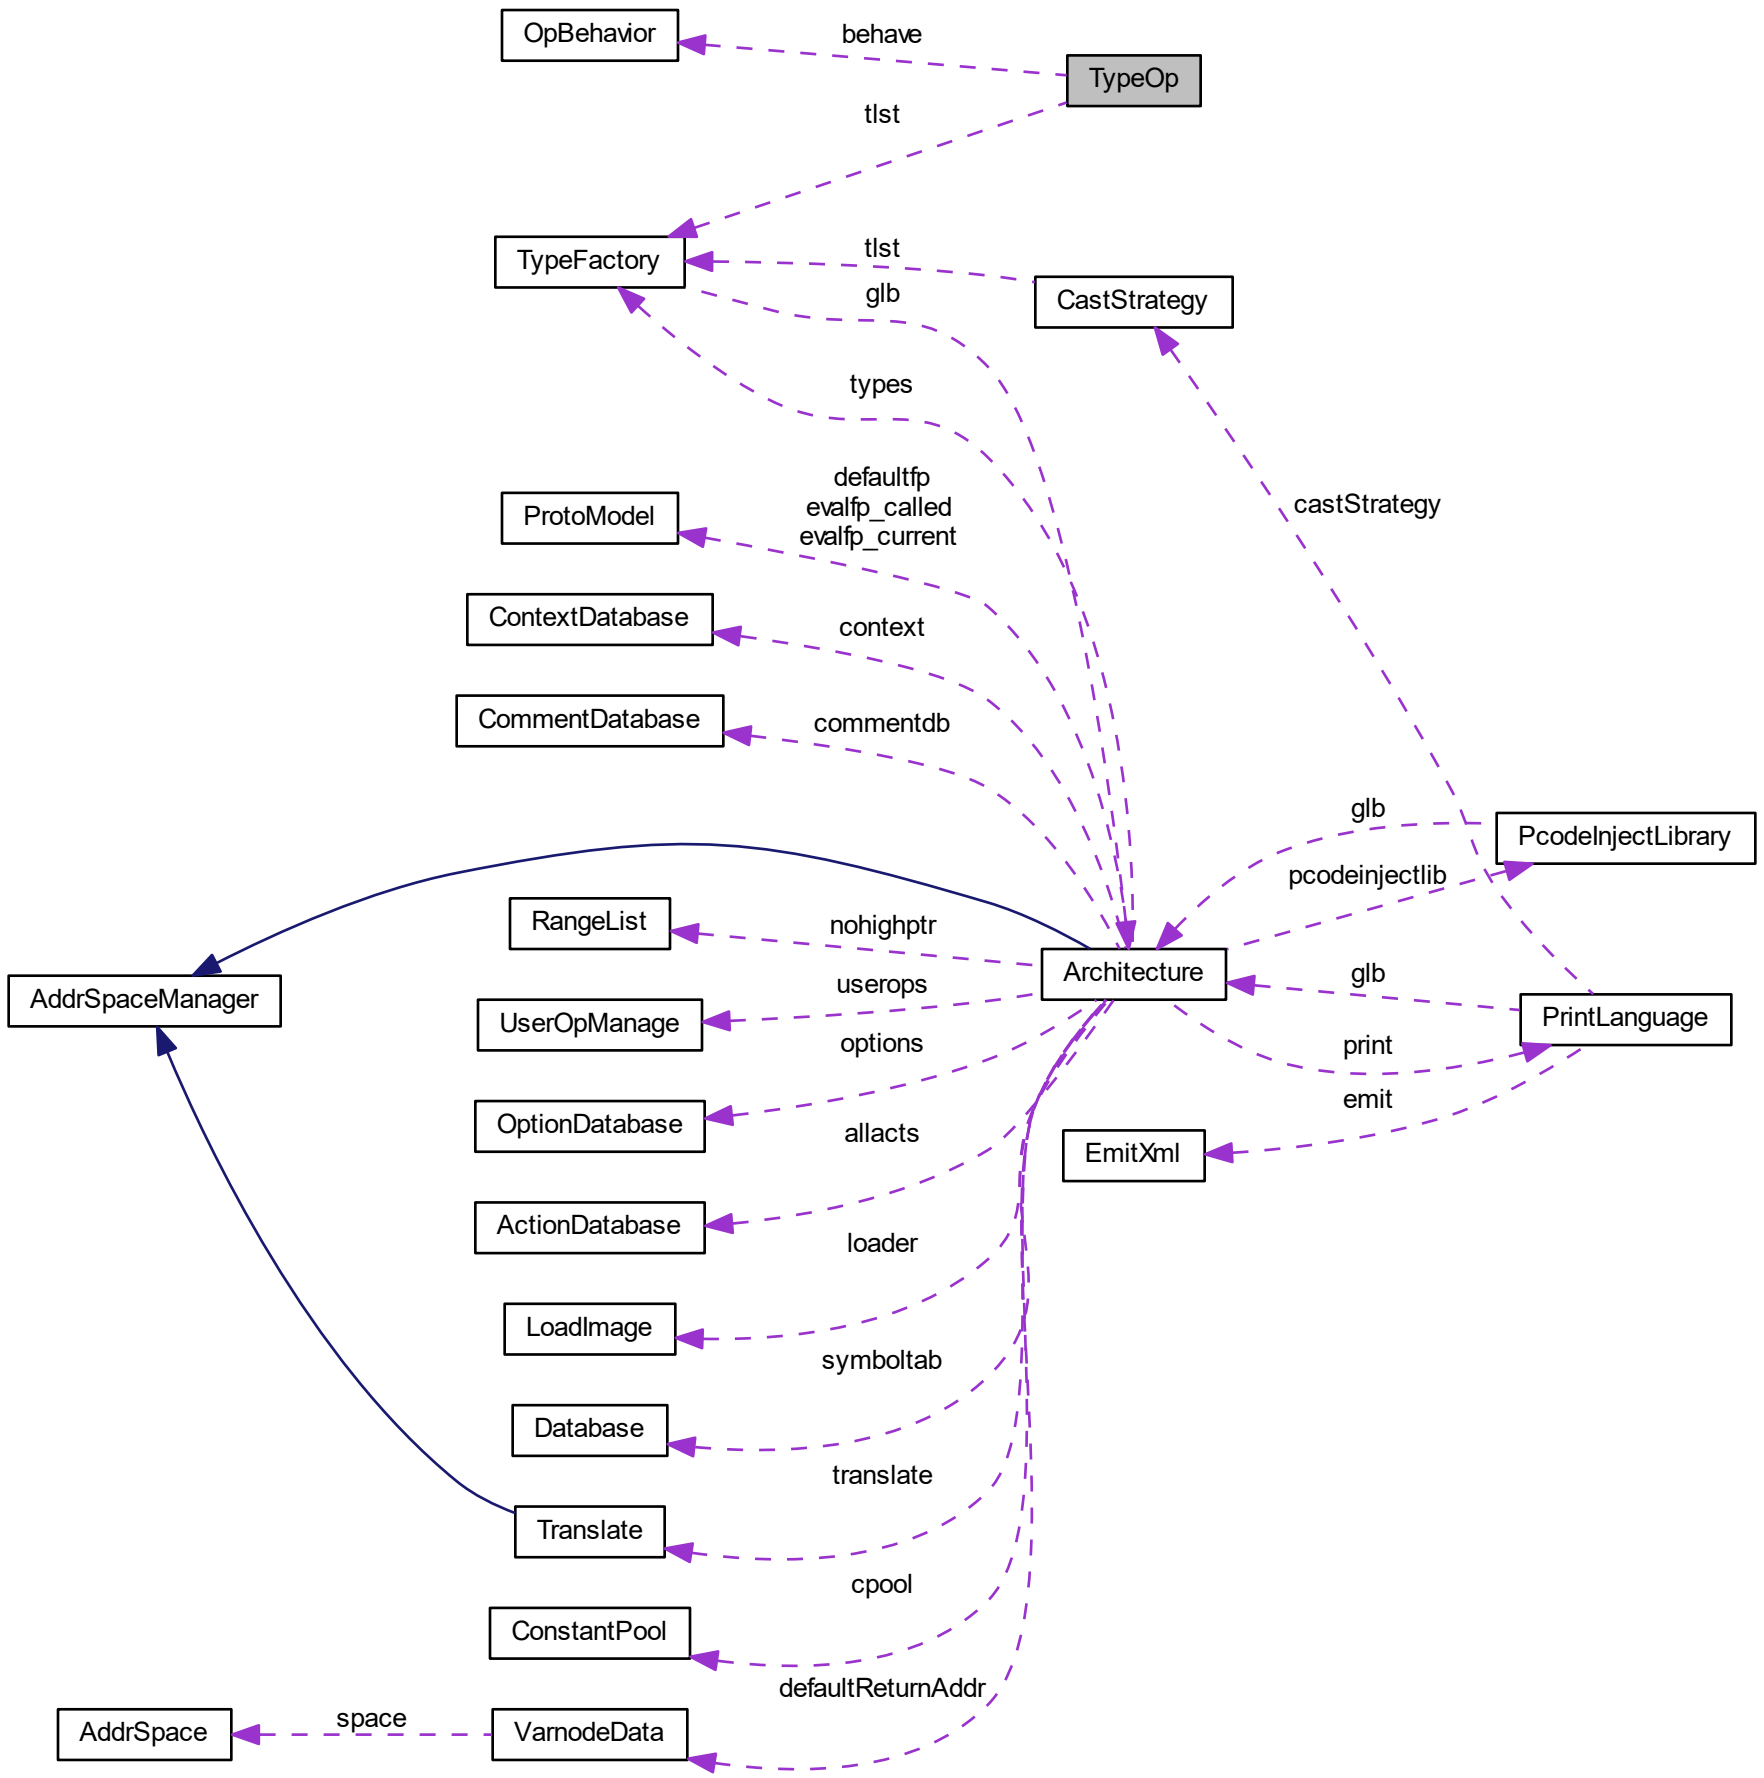 OpBehavior
behave
TypeOp
tlst
TypeFactory
tlst
glb
CastStrategy
types
defaultfp
evalfp_called
evalfp_current
ProtoModel
castStrategy
ContextDatabase
context
CommentDatabase
commentdb
glb
PcodeInjectLibrary
pcodeinjectlib
RangeList
nohighptr
Architecture
AddrSpaceManager
userops
glb
UserOpManage
PrintLanguage
options
print
OptionDatabase
emit
allacts
EmitXml
ActionDatabase
loader
LoadImage
symboltab
Database
translate
Translate
cpool
ConstantPool
defaultReturnAddr
AddrSpace
space
VarnodeData